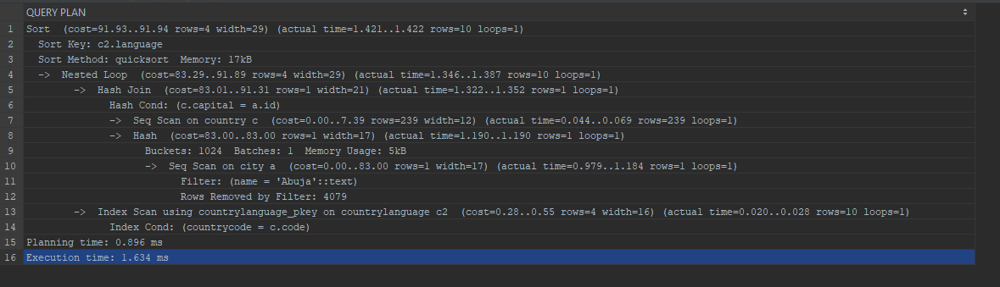 QUERY PLAN
1 Sort (cost=91.93..91.94 rows=4 width=29) (actual time=1.421..1.422 rows=10 loops=1)
2 Sort Key: c2.language
3 Sort Method: quicksort Memory: 17kB
4 -> Nested Loop (cost=83.29..91.89 rows=4 width=29) (actual time=1.346..1.387 rows=10 loops=1)
5 -> Hash Join (cost=83.01..91.31 rows=1 width=21) (actual time=1.322..1.352 rows=1 loops=1)
6 Hash Cond: (c.capital = a.id)
7 -> Seq Scan on country c (cost=0.00..7.39 rows=239 width=12) (actual time=0.044..0.069 rows=239 loops=1)
8 -> Hash (cost=83.00..83.00 rows=1 width=17) (actual time=1.190..1.190 rows=1 loops=1)
9 Buckets: 1024 Batches: 1 Memory Usage: 5kB
10 -> Seq Scan on city a (cost=0.00..83.00 rows=1 width=17) (actual time=0.979..1.184 rows=1 loops=1)
11 Filter: (name = 'Abuja'::text)
12 Rows Removed by Filter: 4079
13 -> Index Scan using countrylanguage_pkey on countrylanguage c2 (cost=0.28..0.55 rows=4 width=16) (actual time=0.020..0.028 rows=10 loops=1)
14 Index Cond: (countrycode = c.code)
15 Planning time: 0.896 ms
16 Execution time: 1.634 ms